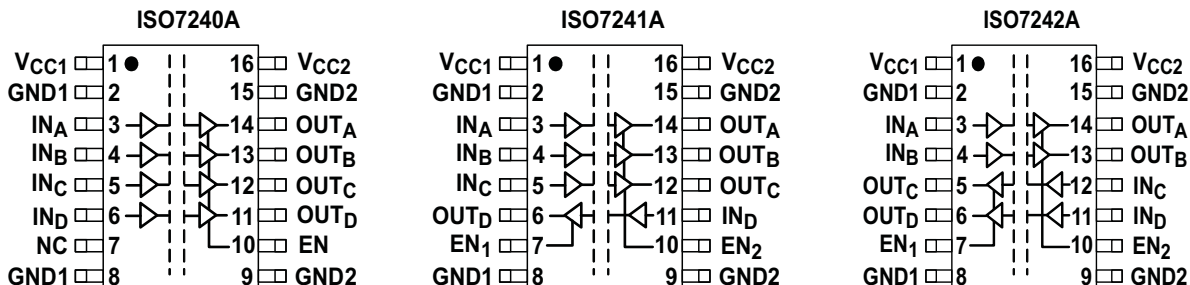 ISO7240A
VCC1 1 16 VCC2
GND1 2 15 GND2
INA 3 14 OUTA
INB 4 13 OUTB
INC 5 12 OUTC
IND 6 11 OUTD
NC 7 10 EN
GND1 8 9 GND2
ISO7241A
VCC1 1 16 VCC2
GND1 2 15 GND2
INA 3 14 OUTA
INB 4 13 OUTB
INC 5 12 OUTC
OUTD 6 11 IND
EN1 7 10 EN2
GND1 8 9 GND2
ISO7242A
VCC1 1 16 VCC2
GND1 2 15 GND2
INA 3 14 OUTA
INB 4 13 OUTB
OUTC 5 12 INC
OUTD 6 11 IND
EN1 7 10 EN2
GND1 8 9 GND2